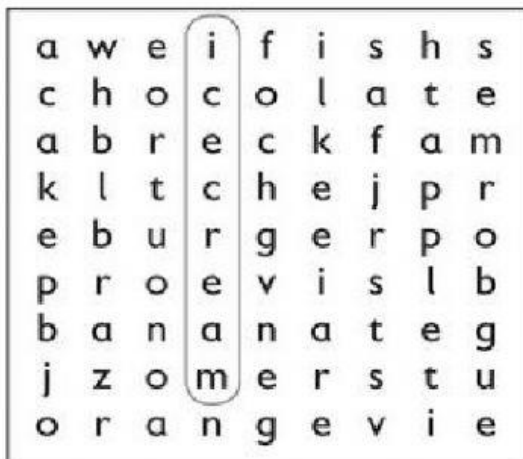 a w e i f i s h s
c h o c o l a t e
a b r e c k f a m
k l t c h e j p r
e b u r g e r p o
p r o e v i s l b
b a n a n a t e g
j z o m e r s t u
o r a n g e v i e